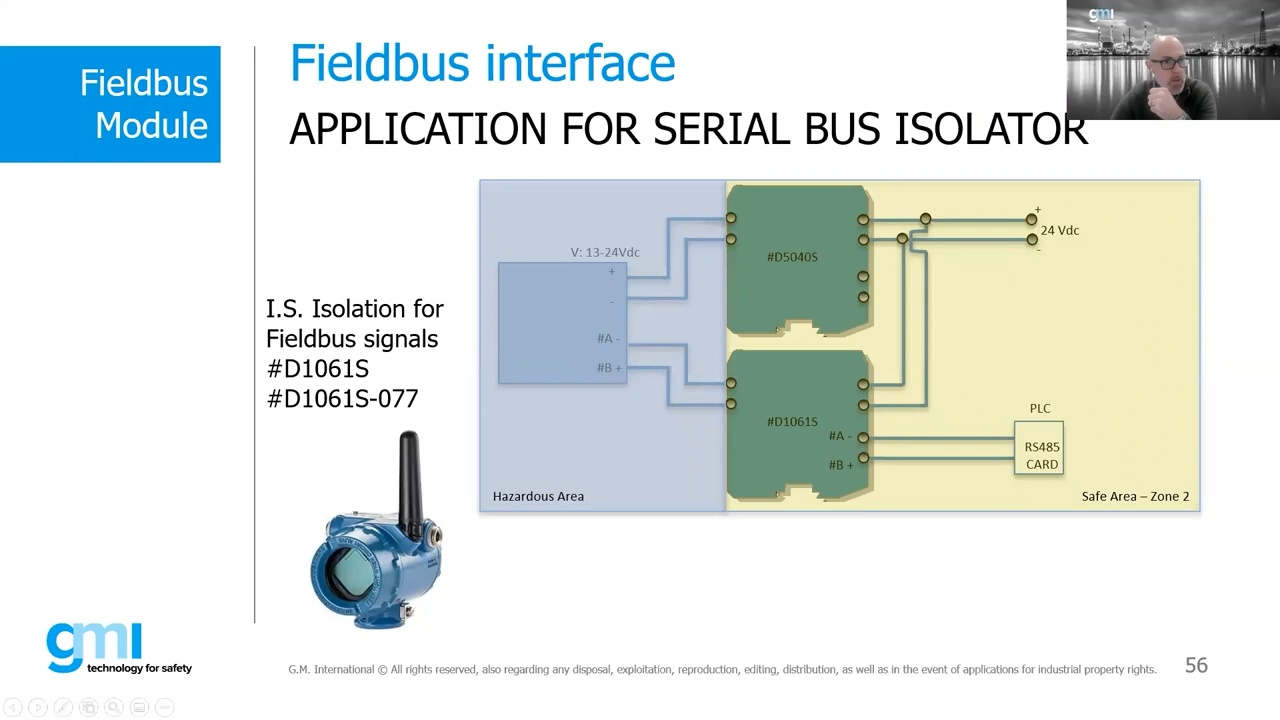 gmi
Fieldbus
Module
Fieldbus interface
APPLICATION FOR SERIAL BUS ISOLATOR
I.S. Isolation for
Fieldbus signals
#D1061S
#D1061S-077
V: 13-24Vdc
+
-
#A -
#B +
#D5040S
+
24 Vdc
-
#D1061S
#A -
#B +
PLC
RS485
CARD
Hazardous Area
Safe Area – Zone 2
gmi
technology for safety
G.M. International © All rights reserved, also regarding any disposal, exploitation, reproduction, editing, distribution, as well as in the event of applications for industrial property rights.
56